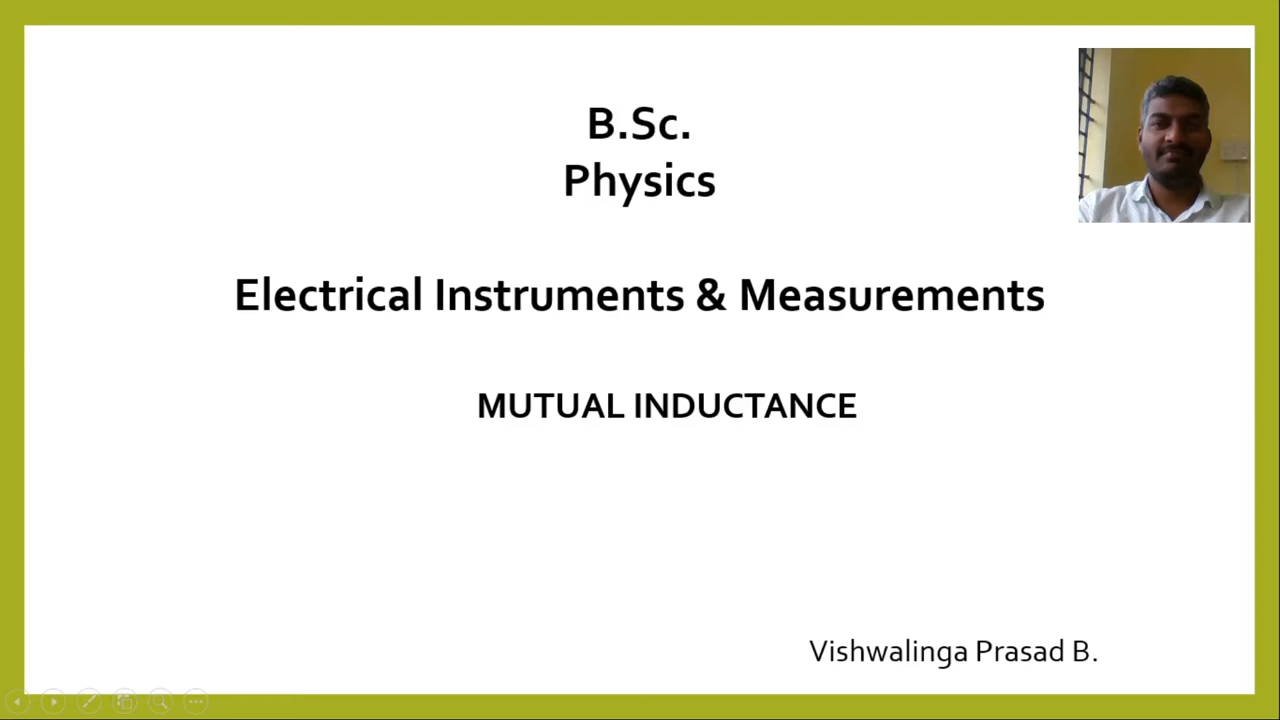 B.Sc.
Physics
Electrical Instruments & Measurements
MUTUAL INDUCTANCE
Vishwalinga Prasad B.